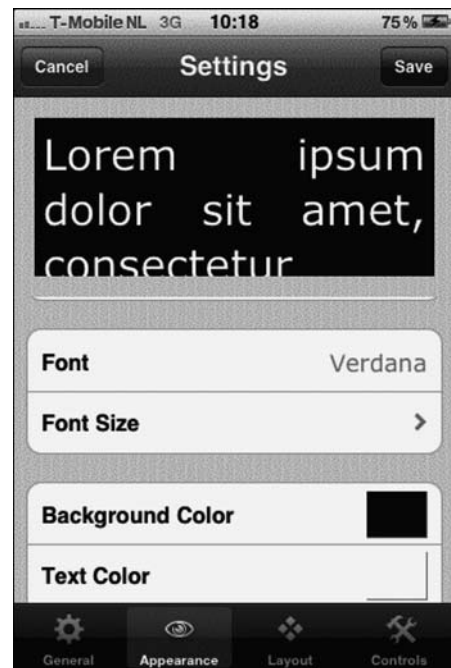 T-Mobile NL 3G 10:18 75%
Cancel Settings Save
Lorem ipsum
dolor sit amet,
consectetur
Font Verdana
Font Size
Background Color
Text Color
General Appearance Layout Controls